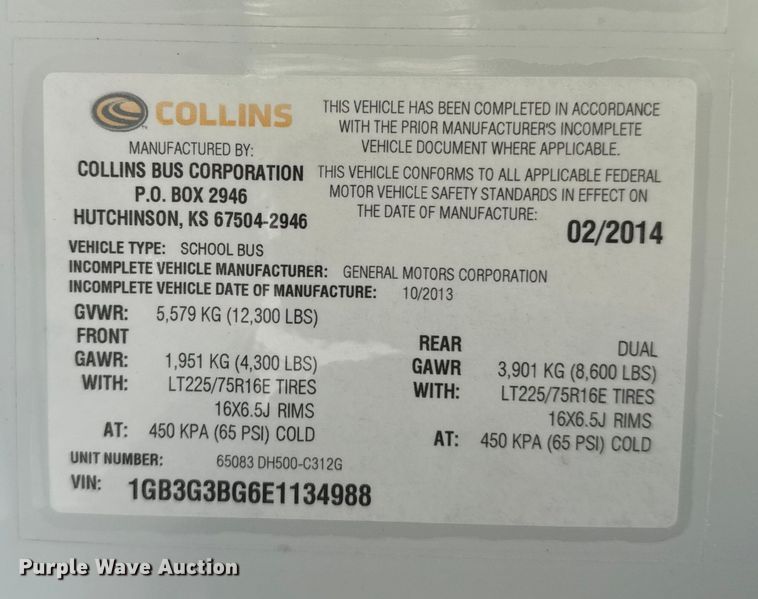 COLLINS
MANUFACTURED BY:
COLLINS BUS CORPORATION
P.O. BOX 2946
HUTCHINSON, KS 67504-2946
THIS VEHICLE HAS BEEN COMPLETED IN ACCORDANCE
WITH THE PRIOR MANUFACTURER'S INCOMPLETE
VEHICLE DOCUMENT WHERE APPLICABLE.
THIS VEHICLE CONFORMS TO ALL APPLICABLE FEDERAL
MOTOR VEHICLE SAFETY STANDARDS IN EFFECT ON
THE DATE OF MANUFACTURE:
02/2014
VEHICLE TYPE: SCHOOL BUS
INCOMPLETE VEHICLE MANUFACTURER: GENERAL MOTORS CORPORATION
INCOMPLETE VEHICLE DATE OF MANUFACTURE: 10/2013
GVWR: 5,579 KG (12,300 LBS)
FRONT
GAWR: 1,951 KG (4,300 LBS)
WITH: LT225/75R16E TIRES
16X6.5J RIMS
AT: 450 KPA (65 PSI) COLD
REAR DUAL
GAWR 3,901 KG (8,600 LBS)
WITH: LT225/75R16E TIRES
16X6.5J RIMS
AT: 450 KPA (65 PSI) COLD
UNIT NUMBER: 65083 DH500-C312G
VIN: 1GB3G3BG6E1134988
Purple Wave Auction